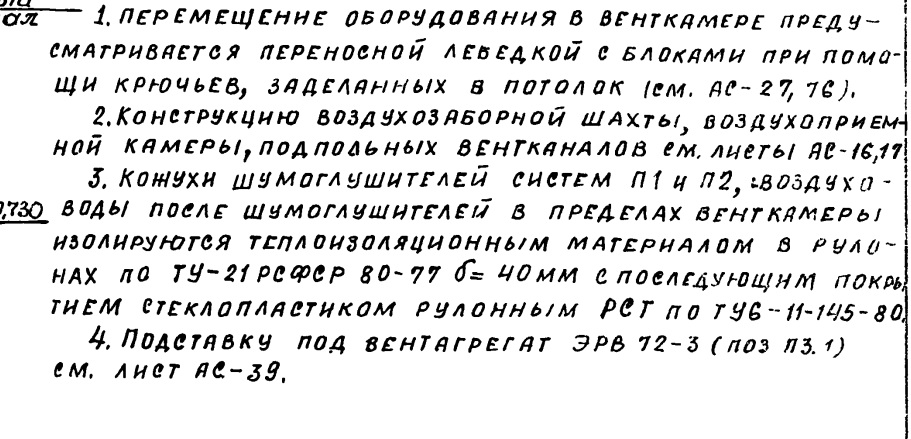 1. ПЕРЕМЕЩЕНИЕ ОБОРУДОВАНИЯ В ВЕНТКАМЕРЕ ПРЕДУ-
СМАТРИВАЕТСЯ ПЕРЕНОСНОЙ ЛЕБЕДКОЙ С БЛОКАМИ ПРИ ПОМО-
ЩИ КРЮЧЬЕВ, ЗАДЕЛАННЫХ В ПОТОЛОК (СМ. АС-27, 76).
2. КОНСТРУКЦИЮ ВОЗДУХОЗАБОРНОЙ ШАХТЫ, ВОЗДУХОПРИЕМ-
НОЙ КАМЕРЫ, ПОДПОЛЬНЫХ ВЕНТКАНАЛОВ СМ. ЛИСТЫ АС-16,17
3. КОЖУХИ ШУМОГЛУШИТЕЛЕЙ СИСТЕМ П1 И П2, ВОЗДУХО-
ВОДЫ ПОСЛЕ ШУМОГЛУШИТЕЛЕЙ В ПРЕДЕЛАХ ВЕНТКАМЕРЫ
ИЗОЛИРУЮТСЯ ТЕПЛОИЗОЛЯЦИОННЫМ МАТЕРИАЛОМ В РУЛО-
НАХ ПО ТУ-21 РСФСР 80-77 δ= 40ММ С ПОСЛЕДУЮЩИМ ПОКРЫ
ТИЕМ СТЕКЛОПЛАСТИКОМ РУЛОННЫМ РСТ ПО ТУ6-11-145-80.
4. ПОДСТАВКУ ПОД ВЕНТАГРЕГАТ ЭРВ 72-3 (ПОЗ П3.1)
СМ. ЛИСТ АС-39.